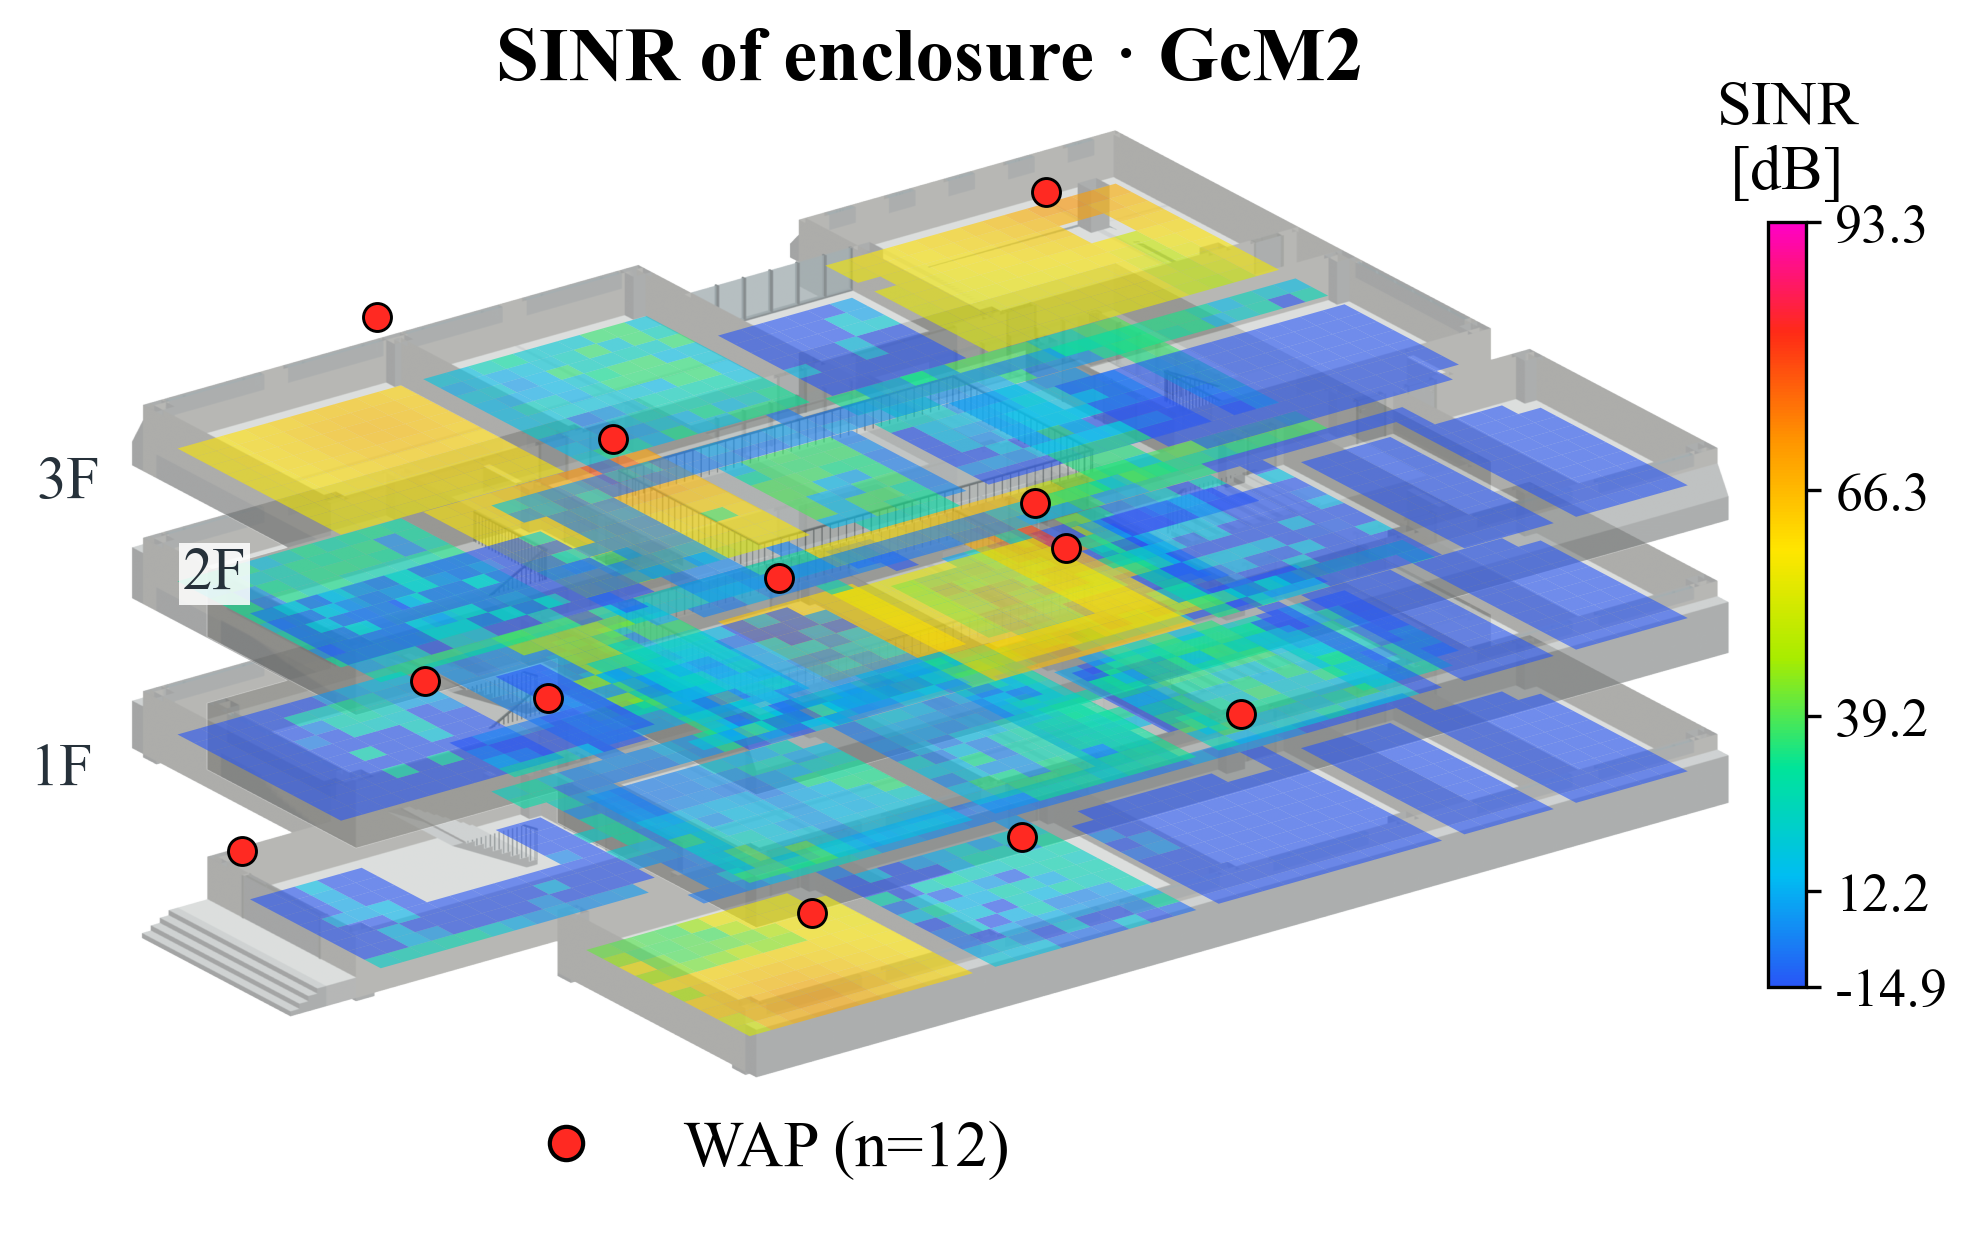 SINR of enclosure · GcM2
SINR
[dB]
93.3
66.3
39.2
12.2
-14.9
3F
2F
1F
WAP (n=12)